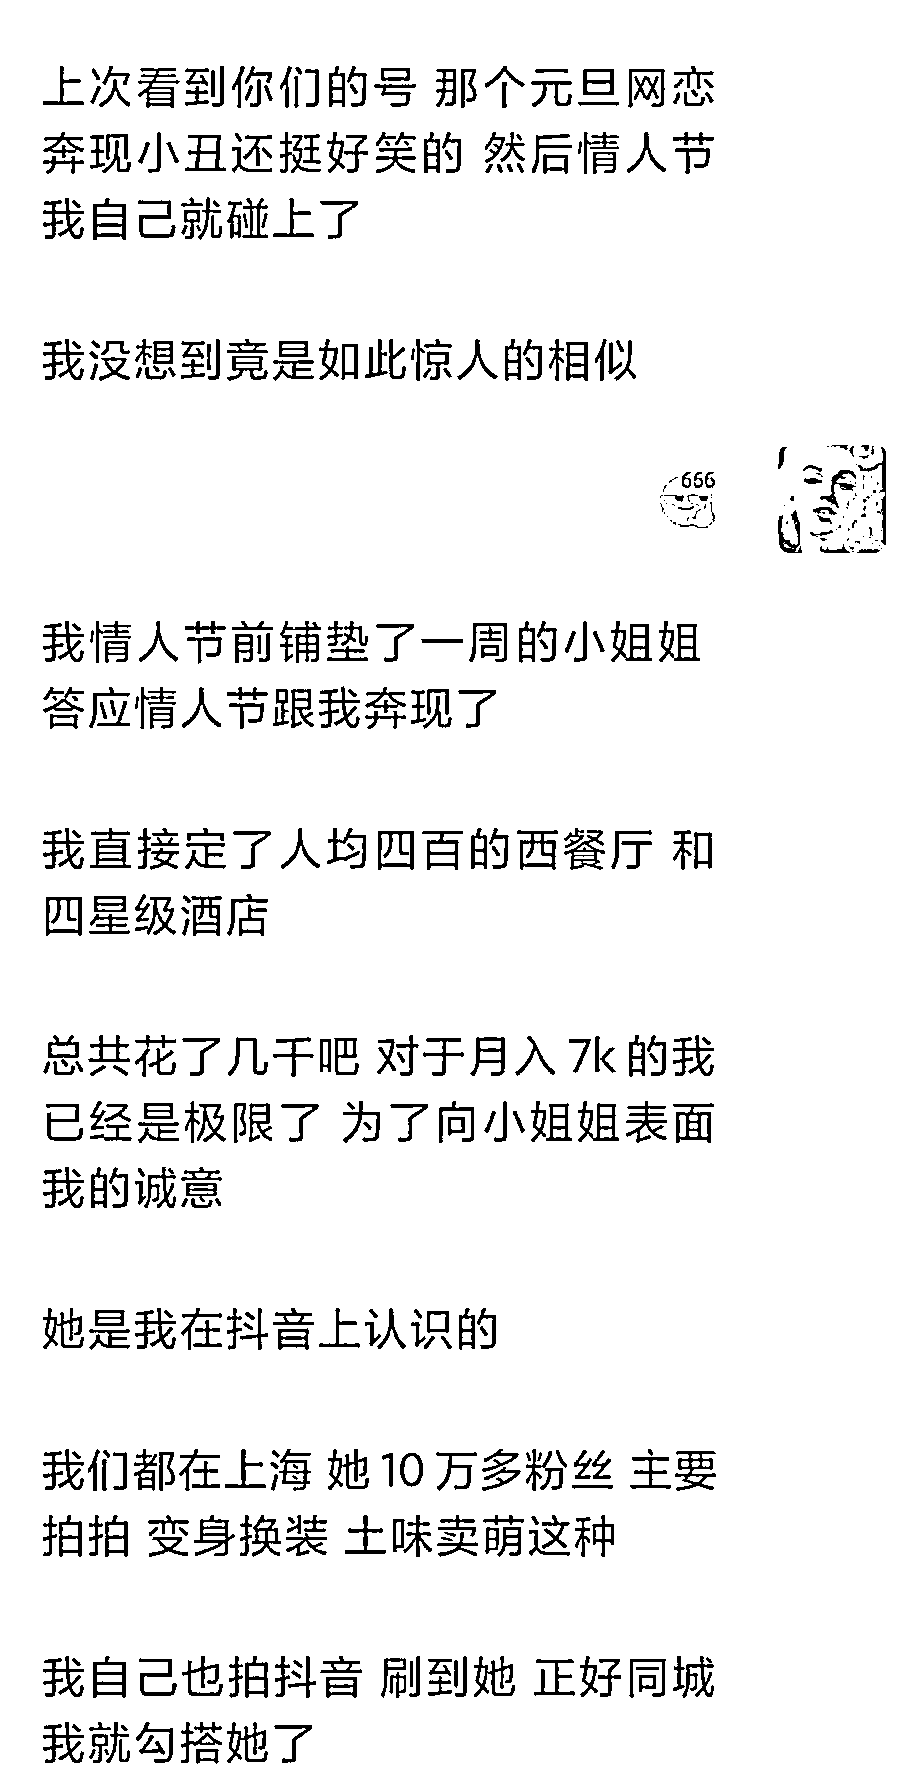 上次看到你们的号 那个元旦网恋
奔现小丑还挺好笑的 然后情人节
我自己就碰上了
我没想到竟是如此惊人的相似
666
我情人节前铺垫了一周的小姐姐
答应情人节跟我奔现了
我直接定了人均四百的西餐厅 和
四星级酒店
总共花了几千吧 对于月入 7k 的我
已经是极限了 为了向小姐姐表面
我的诚意
她是我在抖音上认识的
我们都在上海 她 10 万多粉丝 主要
拍拍 变身换装 土味卖萌这种
我自己也拍抖音 刷到她 正好同城
我就勾搭她了